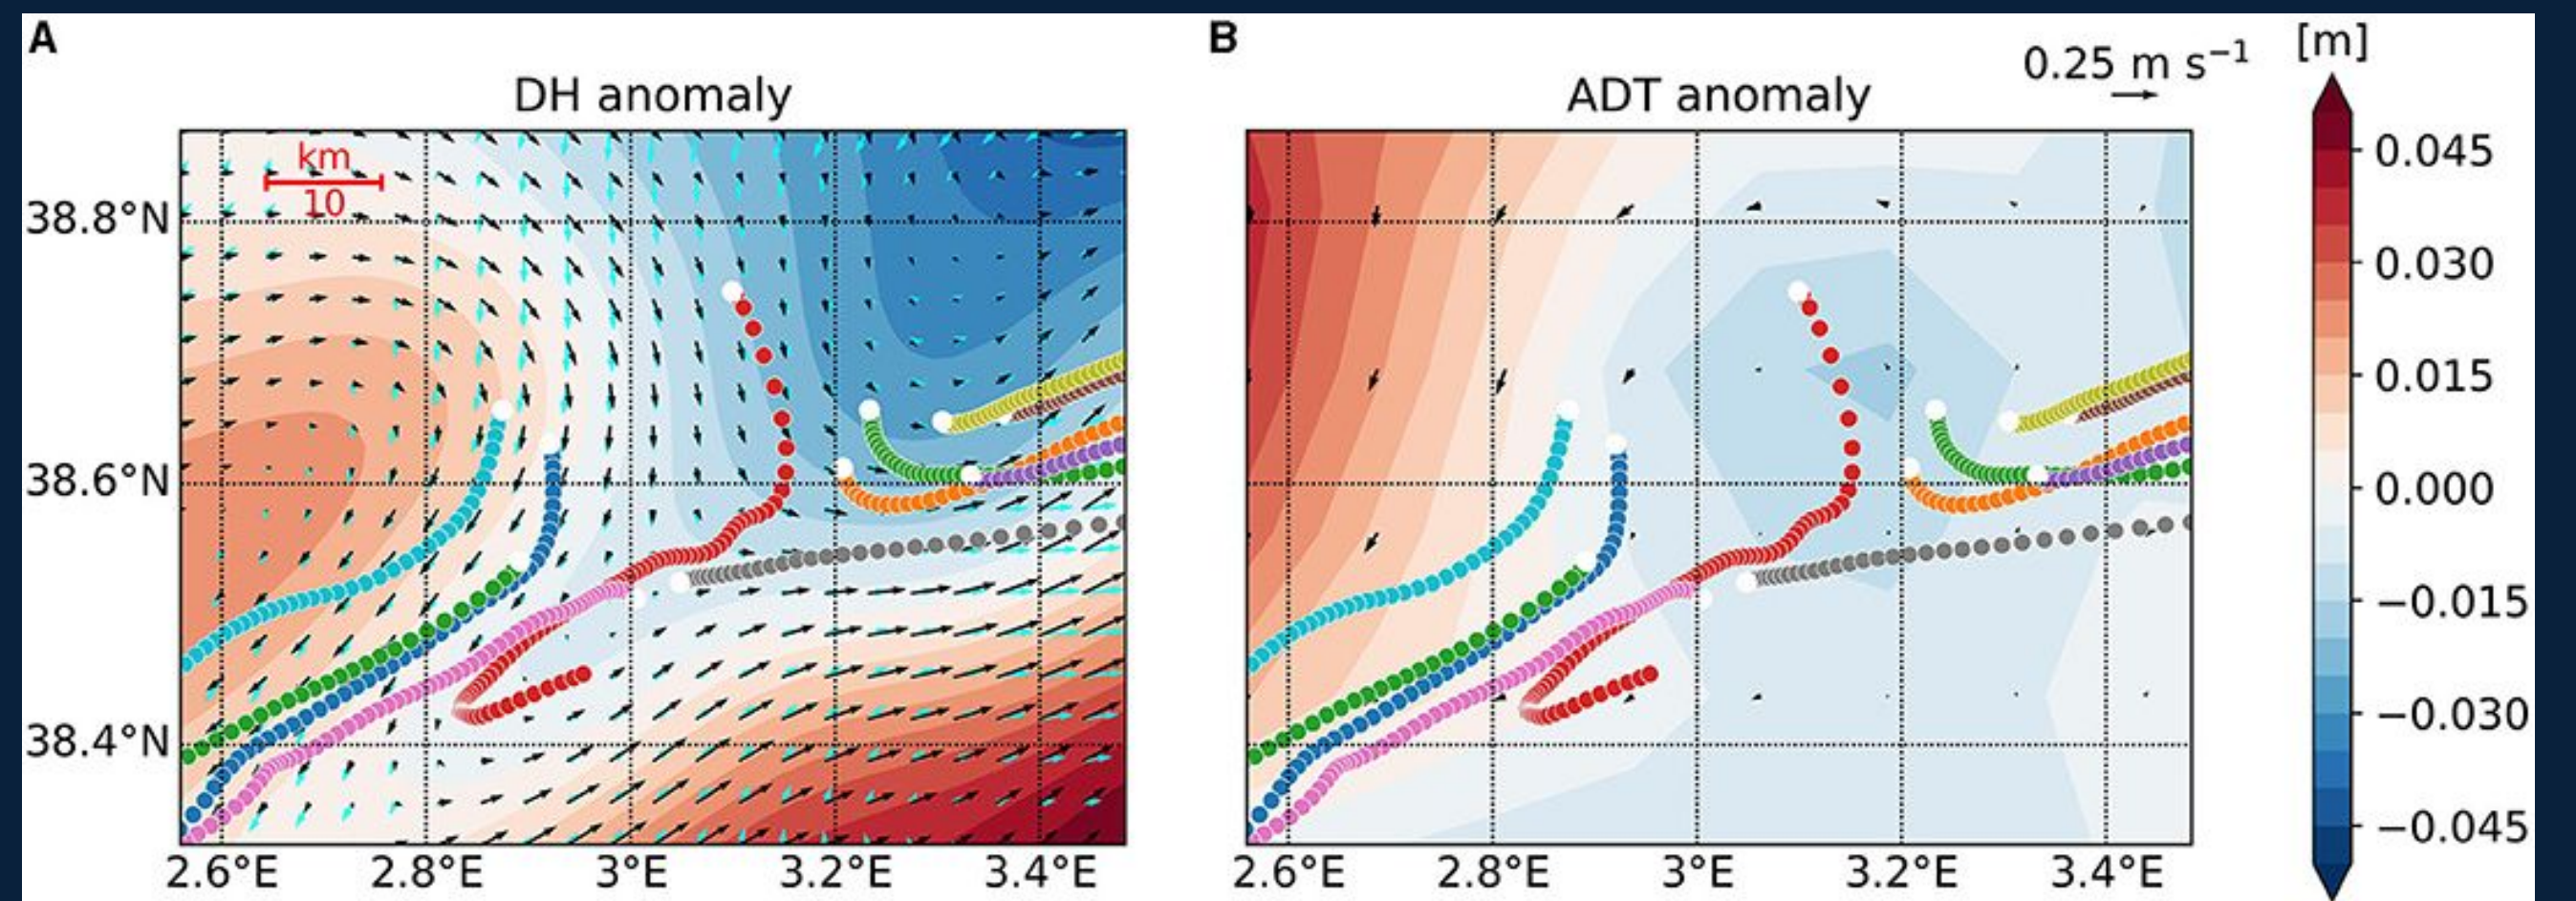 A
B
DH anomaly
ADT anomaly
0.25 m s⁻¹
[m]
km
10
38.8°N
38.6°N
38.4°N
2.6°E 2.8°E 3°E 3.2°E 3.4°E
2.6°E 2.8°E 3°E 3.2°E 3.4°E
0.045
0.030
0.015
0.000
−0.015
−0.030
−0.045